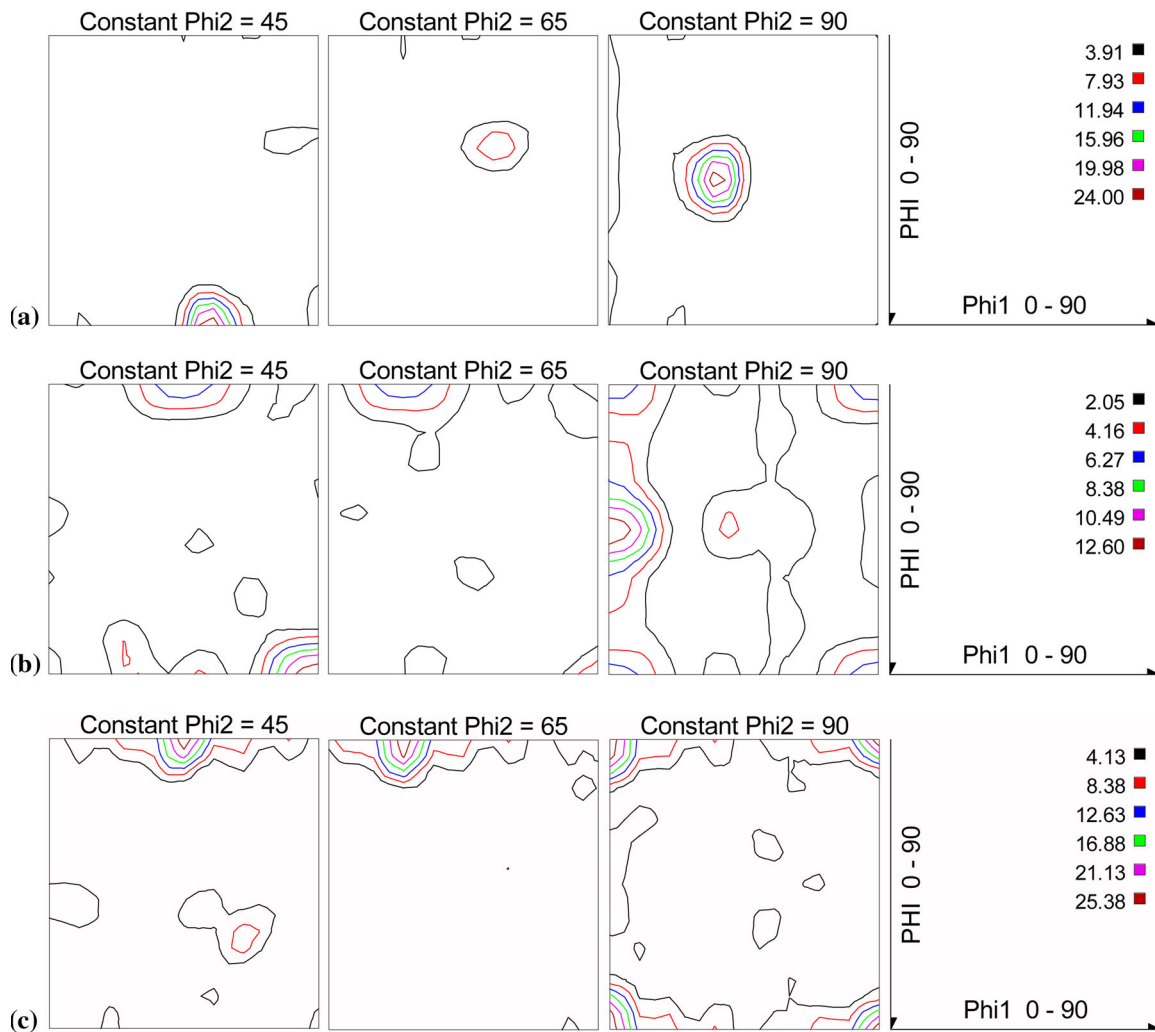 Constant Phi2 = 45 Constant Phi2 = 65 Constant Phi2 = 90
3.91
7.93
11.94
15.96
19.98
24.00
PHI 0 - 90
(a)
Phi1 0 - 90
Constant Phi2 = 45 Constant Phi2 = 65 Constant Phi2 = 90
2.05
4.16
6.27
8.38
10.49
12.60
PHI 0 - 90
(b)
Phi1 0 - 90
Constant Phi2 = 45 Constant Phi2 = 65 Constant Phi2 = 90
4.13
8.38
12.63
16.88
21.13
25.38
PHI 0 - 90
(c)
Phi1 0 - 90